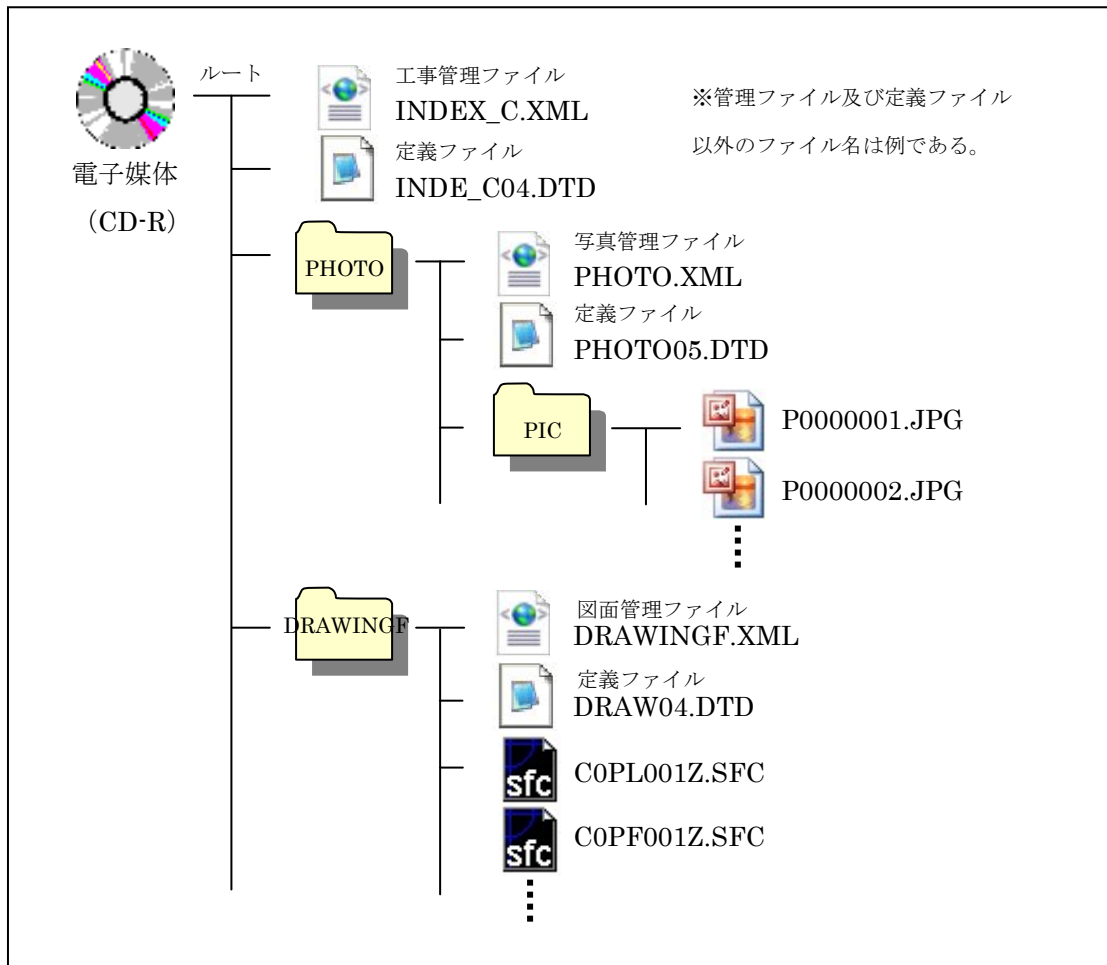 ルート
電子媒体
（CD-R）
工事管理ファイル
INDEX_C.XML
定義ファイル
INDE_C04.DTD
※管理ファイル及び定義ファイル
以外のファイル名は例である。
PHOTO
写真管理ファイル
PHOTO.XML
定義ファイル
PHOTO05.DTD
PIC
P0000001.JPG
P0000002.JPG
DRAWINGF
図面管理ファイル
DRAWINGF.XML
定義ファイル
DRAW04.DTD
sfc
C0PL001Z.SFC
sfc
C0PF001Z.SFC